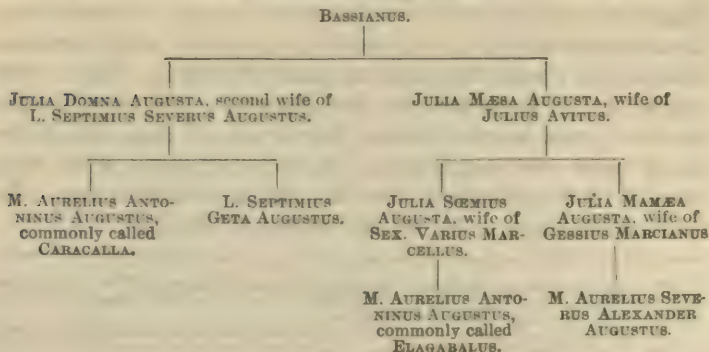 BASSIANUS.
JULIA DOMNA AUGUSTA, second wife of
L. SEPTIMIUS SEVERUS AUGUSTUS.
JULIA MÆSA AUGUSTA, wife of
JULIUS AVITUS.
M. AURELIUS ANTO-
NINUS AUGUSTUS,
commonly called
CARACALLA.
L. SEPTIMIUS
GETA AUGUSTUS.
JULIA SŒMIUS
AUGUSTA, wife of
SEX. VARIUS MAR-
CELLUS.
JULIA MAMÆA
AUGUSTA, wife of
GESSIUS MARCIANUS
M. AURELIUS ANTO-
NINUS AUGUSTUS,
commonly called
ELAGABALUS.
M. AURELIUS SEVE-
RUS ALEXANDER
AUGUSTUS.